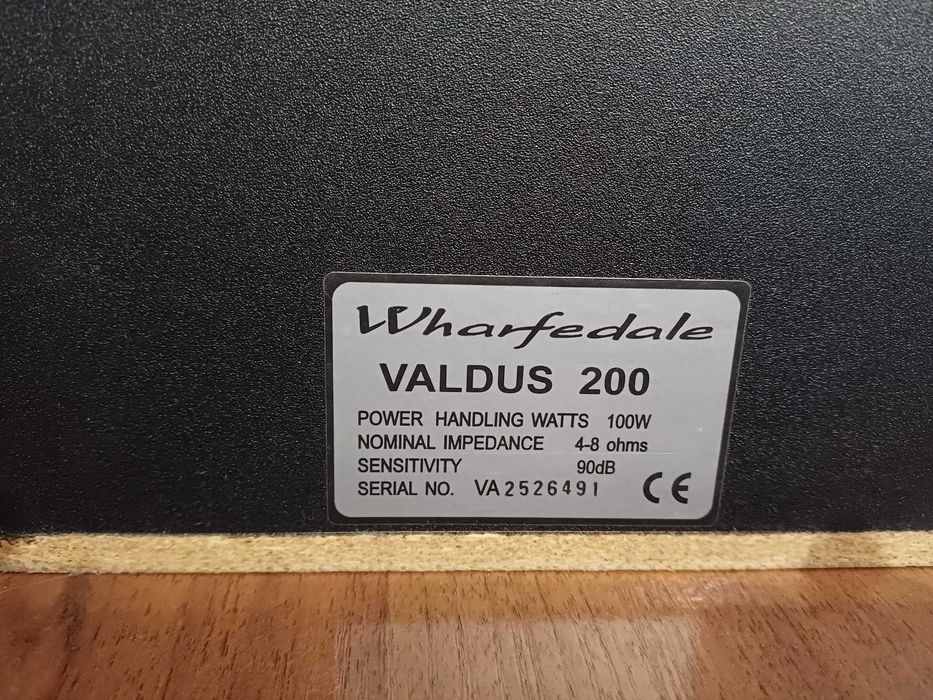 Wharfedale
VALDUS 200
POWER HANDLING WATTS 100W
NOMINAL IMPEDANCE 4-8 ohms
SENSITIVITY 90dB
SERIAL NO. VA2526491 CE